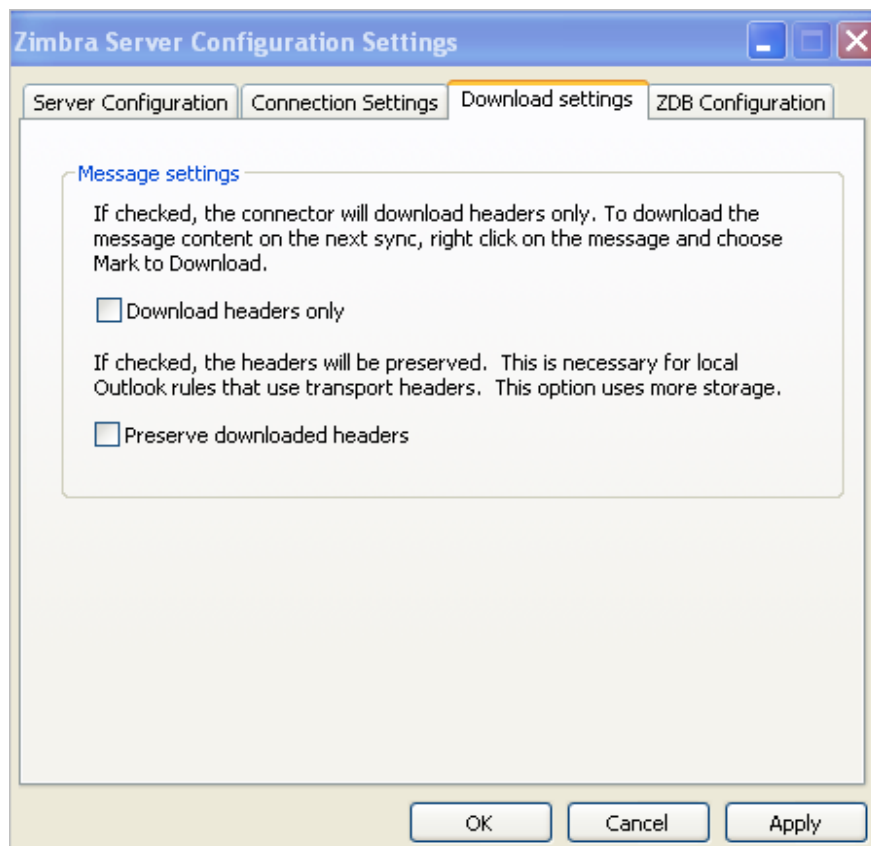 Zimbra Server Configuration Settings
Server Configuration Connection Settings Download settings ZDB Configuration
Message settings
If checked, the connector will download headers only. To download the
message content on the next sync, right click on the message and choose
Mark to Download.
Download headers only
If checked, the headers will be preserved.  This is necessary for local
Outlook rules that use transport headers.  This option uses more storage.
Preserve downloaded headers
OK Cancel Apply